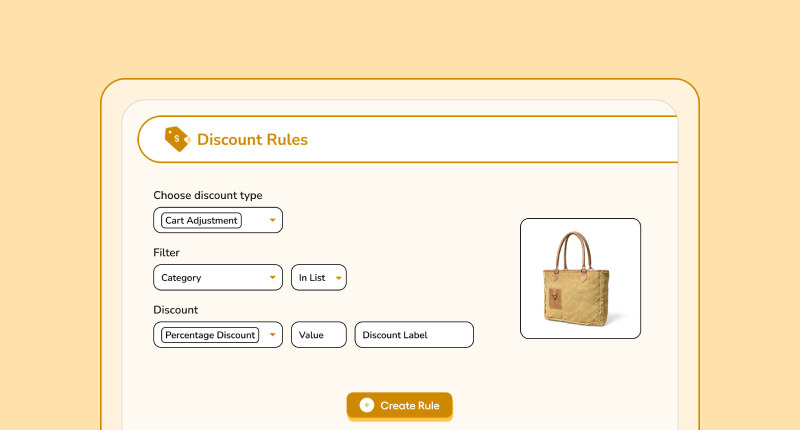 $ Discount Rules
Choose discount type
Cart Adjustment
Filter
Category In List
Discount
Percentage Discount Value Discount Label
+ Create Rule